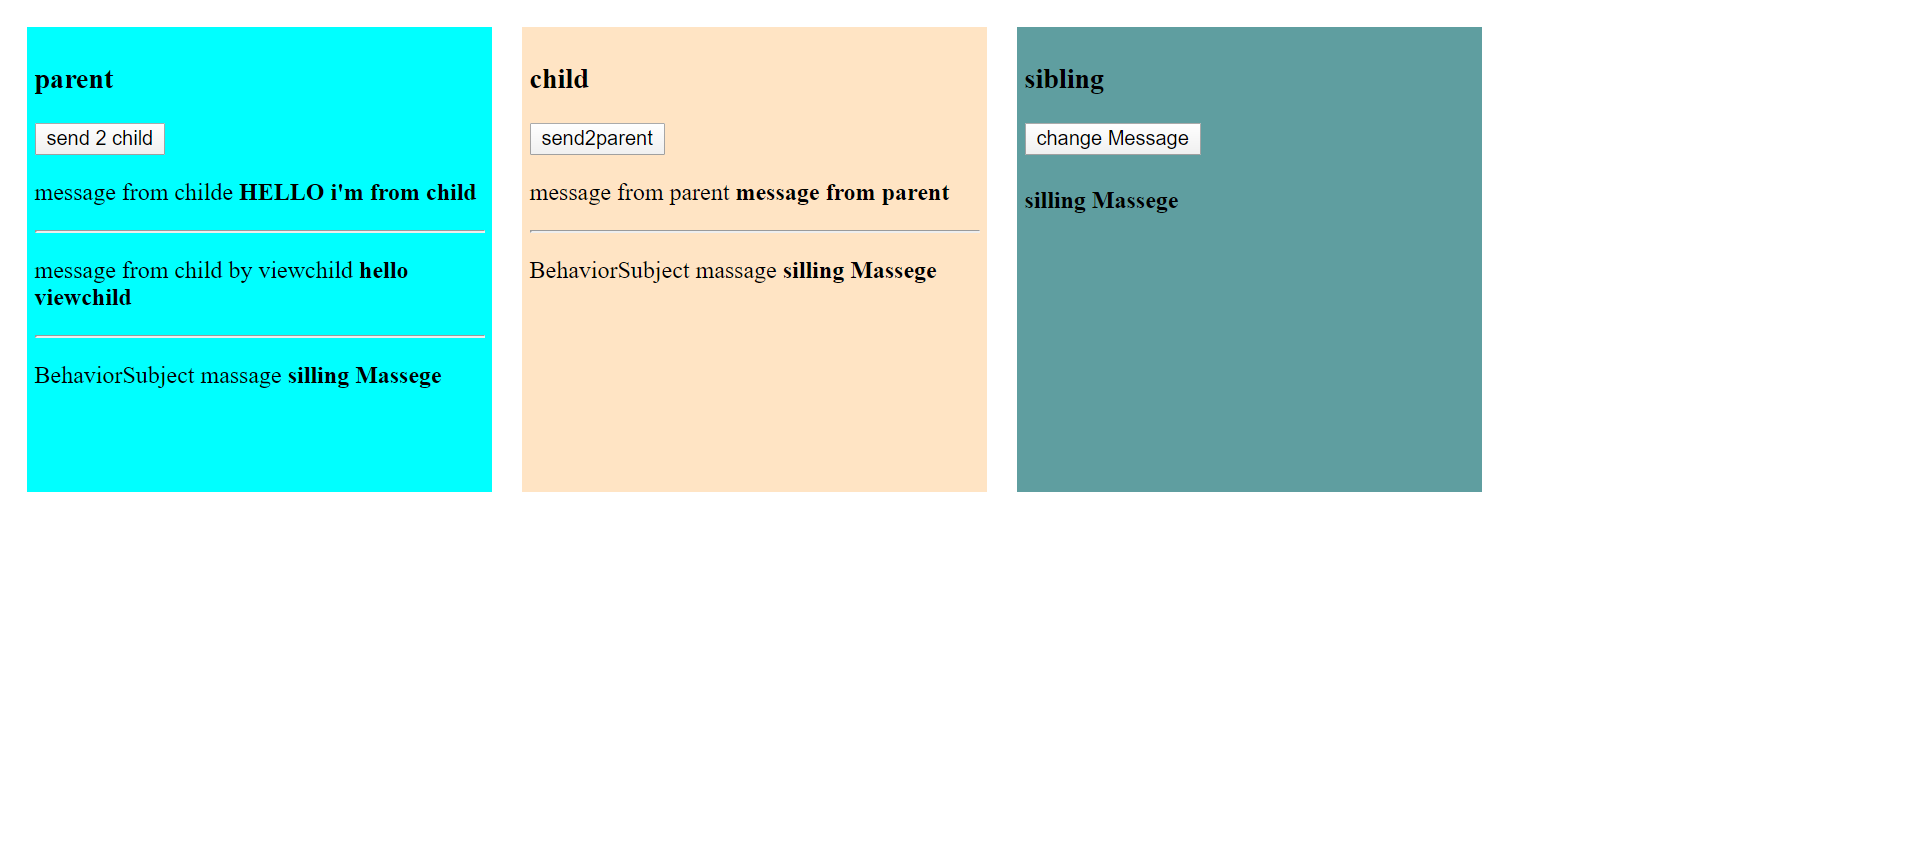 parent
send 2 child
message from childe HELLO i'm from child
message from child by viewchild hello
viewchild
BehaviorSubject massage silling Massege
child
send2parent
message from parent message from parent
BehaviorSubject massage silling Massege
sibling
change Message
silling Massege